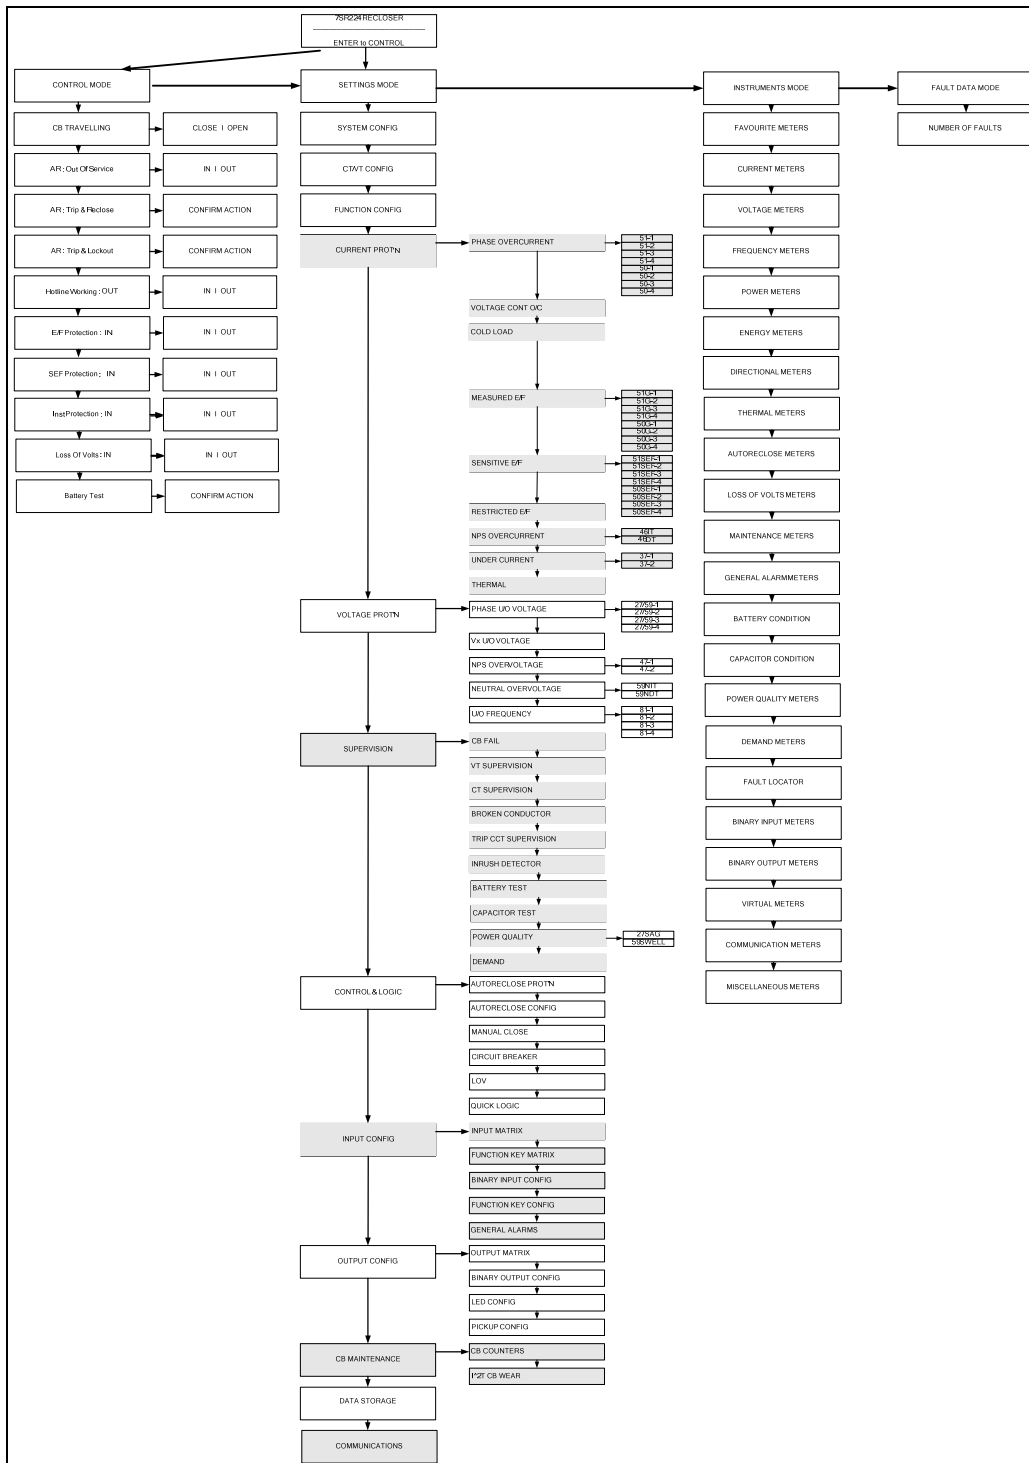 7SR224 RECLOSER
ENTER to CONTROL
CONTROL MODE
CB TRAVELLING
CLOSE I OPEN
AR: Out Of Service
IN I OUT
AR: Trip & Reclose
CONFIRM ACTION
AR: Trip & Lockout
CONFIRM ACTION
Hotline Working: OUT
IN I OUT
E/F Protection: IN
IN I OUT
SEF Protection: IN
IN I OUT
Inst Protection: IN
IN I OUT
Loss Of Volts: IN
IN I OUT
Battery Test
CONFIRM ACTION
SETTINGS MODE
SYSTEM CONFIG
CT/VT CONFIG
FUNCTION CONFIG
CURRENT PROT'N
PHASE OVERCURRENT
51-1
51-2
51-3
51-4
50-1
50-2
50-3
50-4
VOLTAGE CONT O/C
COLD LOAD
MEASURED E/F
51G-1
51G-2
51G-3
51G-4
50G-1
50G-2
50G-3
50G-4
SENSITIVE E/F
51SEF-1
51SEF-2
51SEF-3
51SEF-4
50SEF-1
50SEF-2
50SEF-3
50SEF-4
RESTRICTED E/F
NPS OVERCURRENT
46IT
46DT
UNDER CURRENT
37-1
37-2
THERMAL
VOLTAGE PROT'N
PHASE U/O VOLTAGE
27/59-1
27/59-2
27/59-3
27/59-4
Vx U/O VOLTAGE
NPS OVERVOLTAGE
47-1
47-2
NEUTRAL OVERVOLTAGE
59NIT
59NDT
U/O FREQUENCY
81-1
81-2
81-3
81-4
SUPERVISION
CB FAIL
VT SUPERVISION
CT SUPERVISION
BROKEN CONDUCTOR
TRIP CCT SUPERVISION
INRUSH DETECTOR
BATTERY TEST
CAPACITOR TEST
POWER QUALITY
27SAG
59SWELL
DEMAND
CONTROL & LOGIC
AUTORECLOSE PROT'N
AUTORECLOSE CONFIG
MANUAL CLOSE
CIRCUIT BREAKER
LOV
QUICK LOGIC
INPUT CONFIG
INPUT MATRIX
FUNCTION KEY MATRIX
BINARY INPUT CONFIG
FUNCTION KEY CONFIG
GENERAL ALARMS
OUTPUT CONFIG
OUTPUT MATRIX
BINARY OUTPUT CONFIG
LED CONFIG
PICKUP CONFIG
CB MAINTENANCE
CB COUNTERS
I^2T CB WEAR
DATA STORAGE
COMMUNICATIONS
INSTRUMENTS MODE
FAVOURITE METERS
CURRENT METERS
VOLTAGE METERS
FREQUENCY METERS
POWER METERS
ENERGY METERS
DIRECTIONAL METERS
THERMAL METERS
AUTORECLOSE METERS
LOSS OF VOLTS METERS
MAINTENANCE METERS
GENERAL ALARM METERS
BATTERY CONDITION
CAPACITOR CONDITION
POWER QUALITY METERS
DEMAND METERS
FAULT LOCATOR
BINARY INPUT METERS
BINARY OUTPUT METERS
VIRTUAL METERS
COMMUNICATION METERS
MISCELLANEOUS METERS
FAULT DATA MODE
NUMBER OF FAULTS